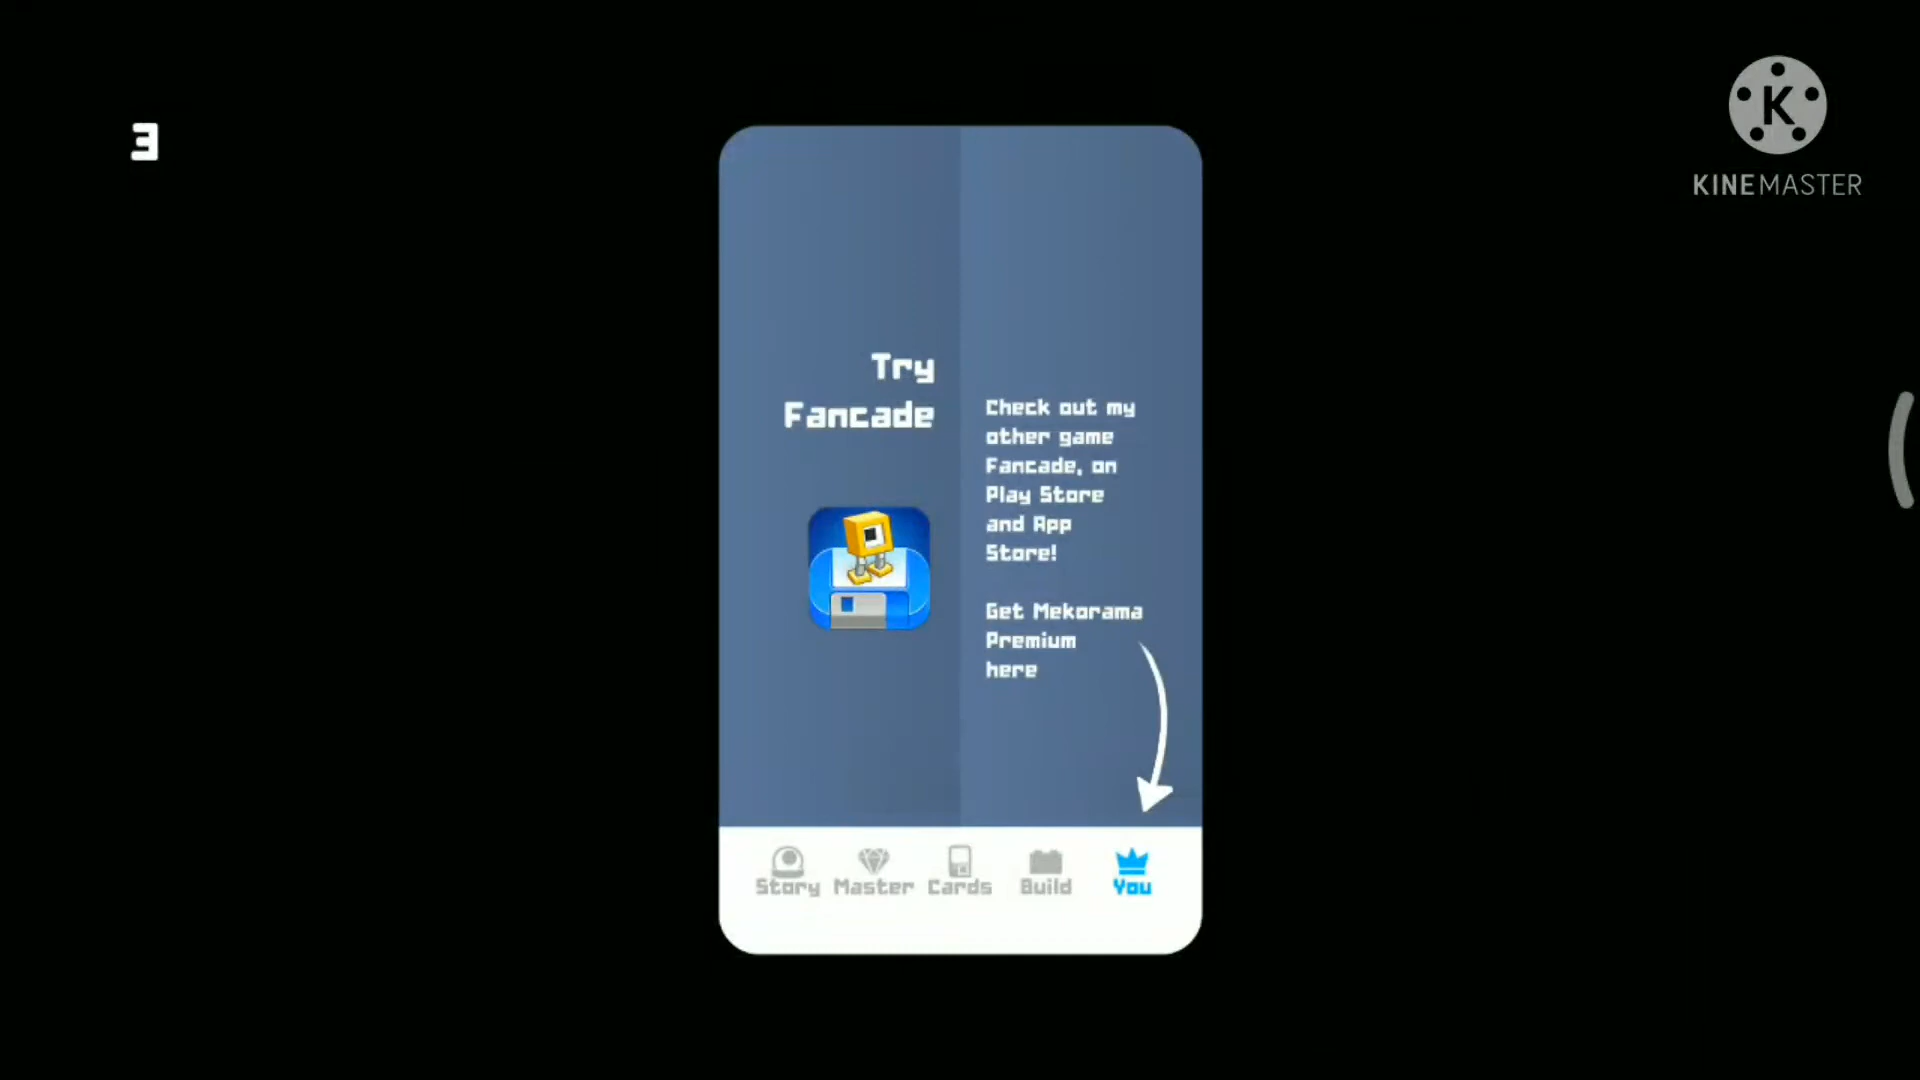 3
K
KINEMASTER
Try
Fancade
Check out my
other game
Fancade, on
Play Store
and App
Store!
Get Mekorama
Premium
here
Story Master Cards Build You